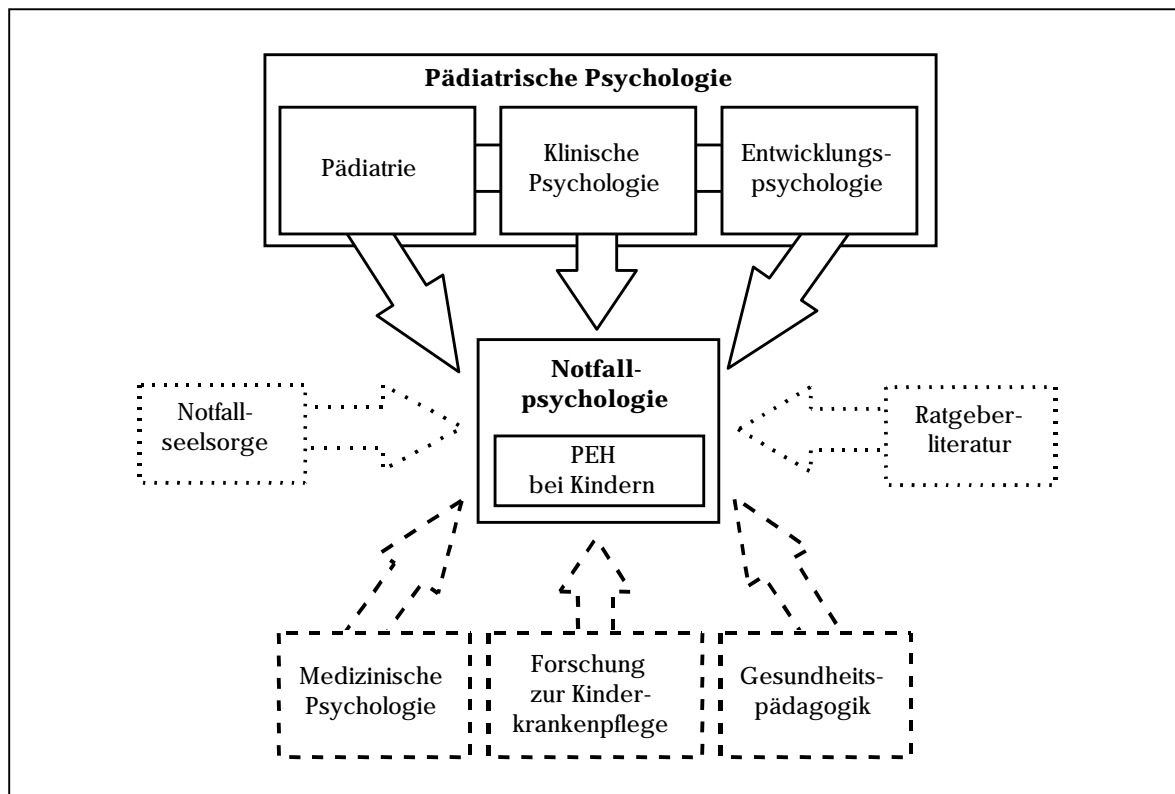 Pädiatrische Psychologie
Pädiatrie
Klinische
Psychologie
Entwicklungs-
psychologie
Notfall-
psychologie
PEH
bei Kindern
Notfall-
seelsorge
Ratgeber-
literatur
Medizinische
Psychologie
Forschung
zur Kinder-
krankenpflege
Gesundheits-
pädagogik